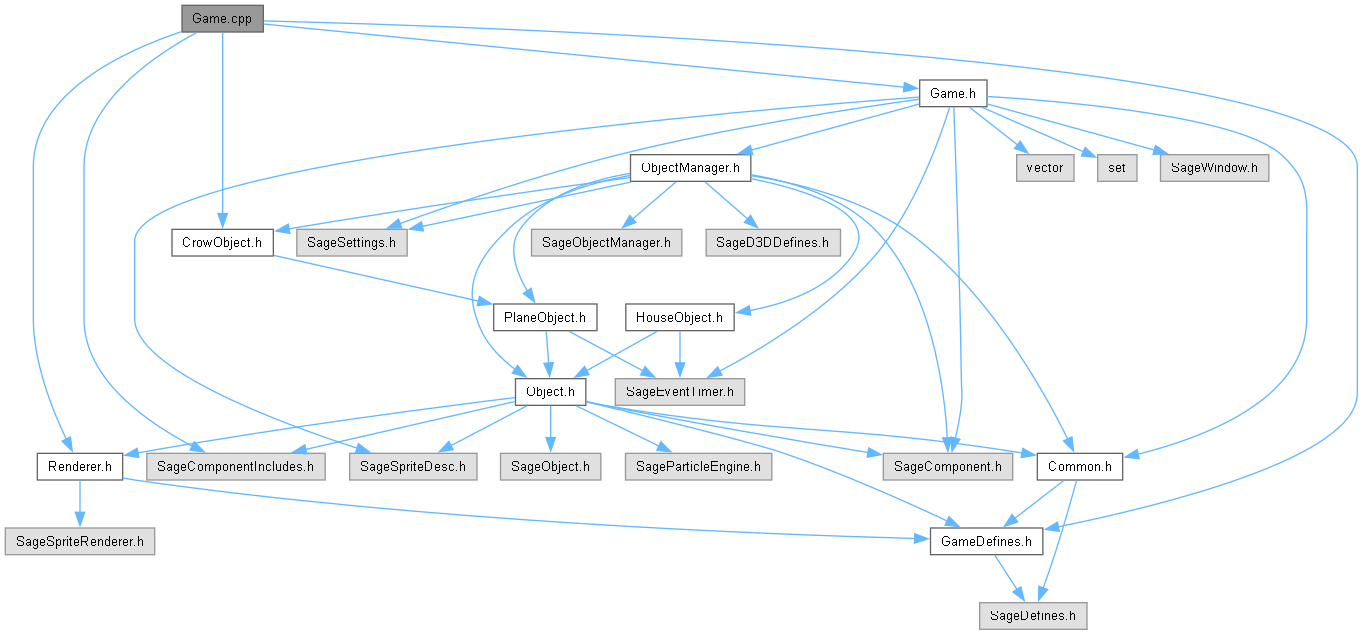 Game.cpp
Game.h
ObjectManager.h
vector
set
SageWindow.h
CrowObject.h
SageSettings.h
SageObjectManager.h
SageD3DDefines.h
PlaneObject.h
HouseObject.h
Object.h
SageEventTimer.h
Renderer.h
SageComponentIncludes.h
SageSpriteDesc.h
SageObject.h
SageParticleEngine.h
SageComponent.h
Common.h
SageSpriteRenderer.h
GameDefines.h
SageDefines.h